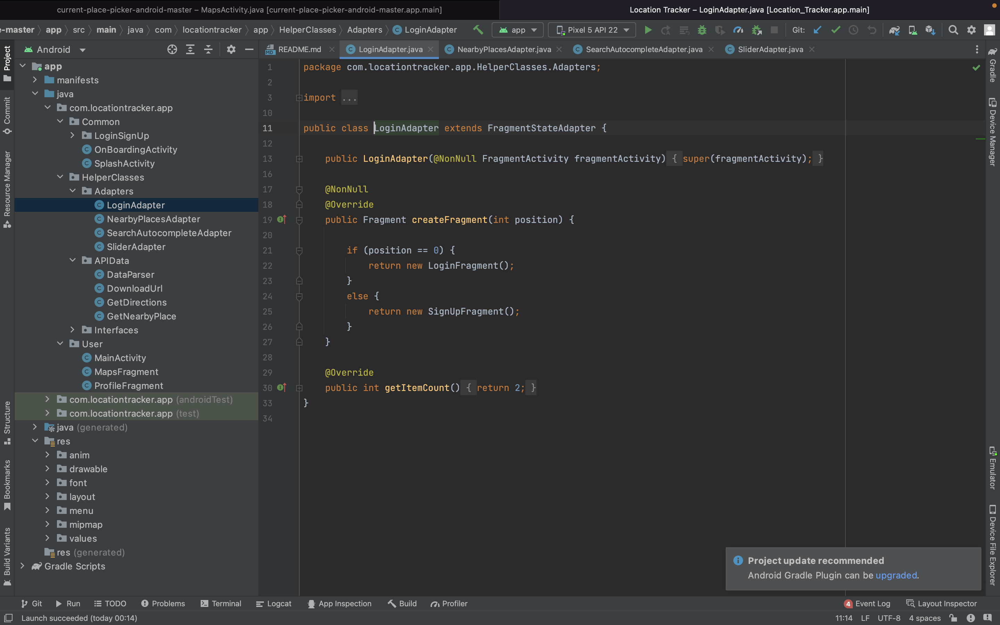 current-place-picker-android-master – MapsActivity.java [current-place-picker-android-master.app.main]
Location Tracker – LoginAdapter.java [Location_Tracker.app.main]
e-master app src main java com locationtracker app HelperClasses Adapters LoginAdapter app Pixel 5 API 22 Git:
Android
README.md LoginAdapter.java NearbyPlacesAdapter.java SearchAutocompleteAdapter.java SliderAdapter.java
Project
Commit
Resource Manager
Structure
Bookmarks
Build Variants
app
manifests
java
com.locationtracker.app
Common
LoginSignUp
OnBoardingActivity
SplashActivity
HelperClasses
Adapters
LoginAdapter
NearbyPlacesAdapter
SearchAutocompleteAdapter
SliderAdapter
APIData
DataParser
DownloadUrl
GetDirections
GetNearbyPlace
Interfaces
User
MainActivity
MapsFragment
ProfileFragment
com.locationtracker.app (androidTest)
com.locationtracker.app (test)
java (generated)
res
anim
drawable
font
layout
menu
mipmap
values
res (generated)
Gradle Scripts
1 package com.locationtracker.app.HelperClasses.Adapters;
2
3 import ...
10
11 public class LoginAdapter extends FragmentStateAdapter {
12
13 public LoginAdapter(@NonNull FragmentActivity fragmentActivity) { super(fragmentActivity); }
16
17 @NonNull
18 @Override
19 public Fragment createFragment(int position) {
20
21 if (position == 0) {
22 return new LoginFragment();
23 }
24 else {
25 return new SignUpFragment();
26 }
27 }
28
29 @Override
30 public int getItemCount() { return 2; }
33 }
34
Gradle
Device Manager
Emulator
Device File Explorer
Project update recommended
Android Gradle Plugin can be upgraded.
Git Run TODO Problems Terminal Logcat App Inspection Build Profiler 4 Event Log Layout Inspector
Launch succeeded (today 00:14) 11:14 LF UTF-8 4 spaces